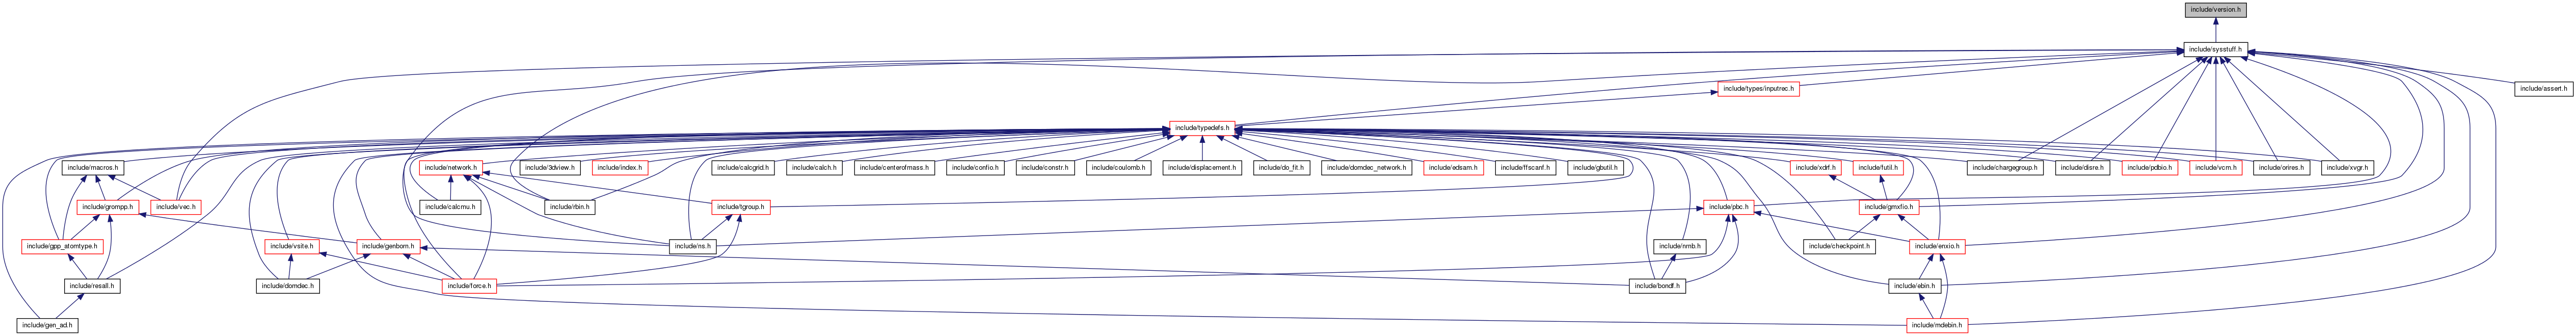 include/version.h
include/sysstuff.h
include/types/inputrec.h
include/assert.h
include/typedefs.h
include/macros.h
include/network.h
include/3dview.h
include/index.h
include/calcgrid.h
include/calch.h
include/centerofmass.h
include/confio.h
include/constr.h
include/coulomb.h
include/displacement.h
include/do_fit.h
include/domdec_network.h
include/edsam.h
include/ffscanf.h
include/gbutil.h
include/xdrf.h
include/futil.h
include/chargegroup.h
include/disre.h
include/pdbio.h
include/vcm.h
include/orires.h
include/xvgr.h
include/grompp.h
include/vec.h
include/calcmu.h
include/rbin.h
include/tgroup.h
include/pbc.h
include/gmxfio.h
include/gpp_atomtype.h
include/vsite.h
include/genborn.h
include/ns.h
include/nrnb.h
include/checkpoint.h
include/enxio.h
include/resall.h
include/domdec.h
include/force.h
include/bondf.h
include/ebin.h
include/gen_ad.h
include/mdebin.h